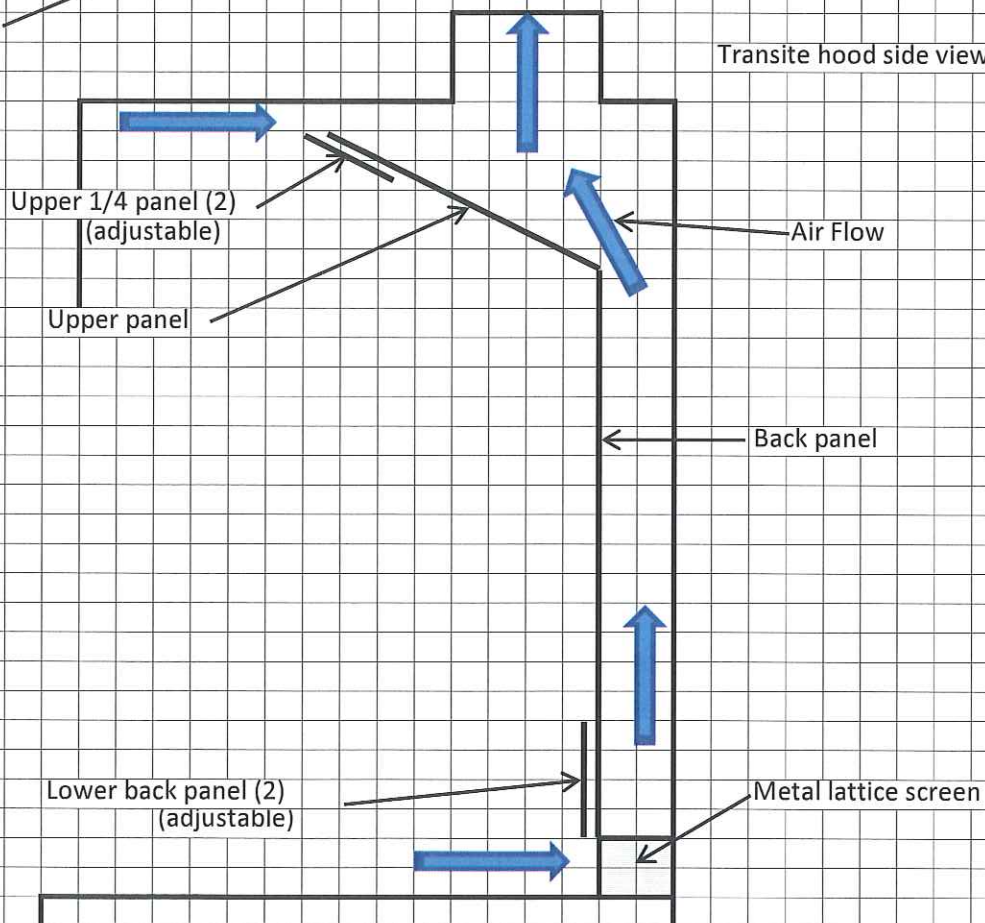 Transite hood side view
Upper 1/4 panel (2)
(adjustable)
Air Flow
Upper panel
Back panel
Lower back panel (2)
(adjustable)
Metal lattice screen